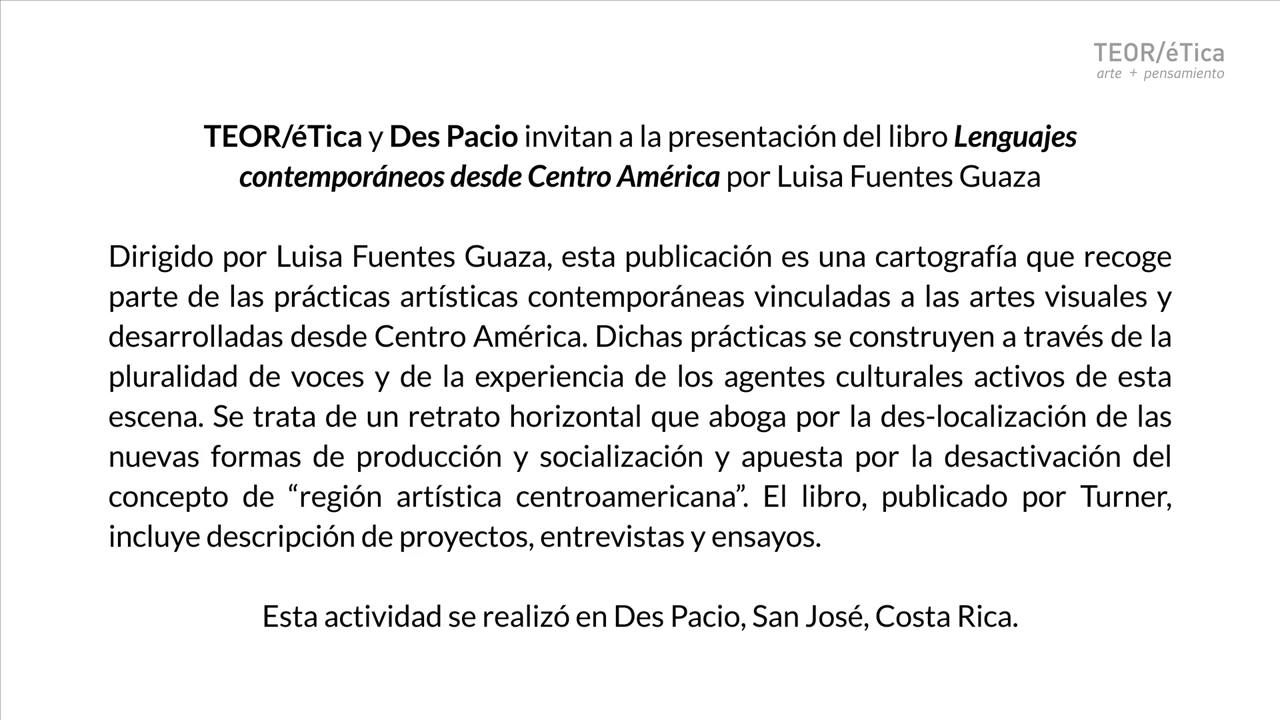 TEOR/éTica
arte + pensamiento
TEOR/éTica y Des Pacio invitan a la presentación del libro Lenguajes
contemporáneos desde Centro América por Luisa Fuentes Guaza
Dirigido por Luisa Fuentes Guaza, esta publicación es una cartografía que recoge
parte de las prácticas artísticas contemporáneas vinculadas a las artes visuales y
desarrolladas desde Centro América. Dichas prácticas se construyen a través de la
pluralidad de voces y de la experiencia de los agentes culturales activos de esta
escena. Se trata de un retrato horizontal que aboga por la des-localización de las
nuevas formas de producción y socialización y apuesta por la desactivación del
concepto de “región artística centroamericana”. El libro, publicado por Turner,
incluye descripción de proyectos, entrevistas y ensayos.
Esta actividad se realizó en Des Pacio, San José, Costa Rica.